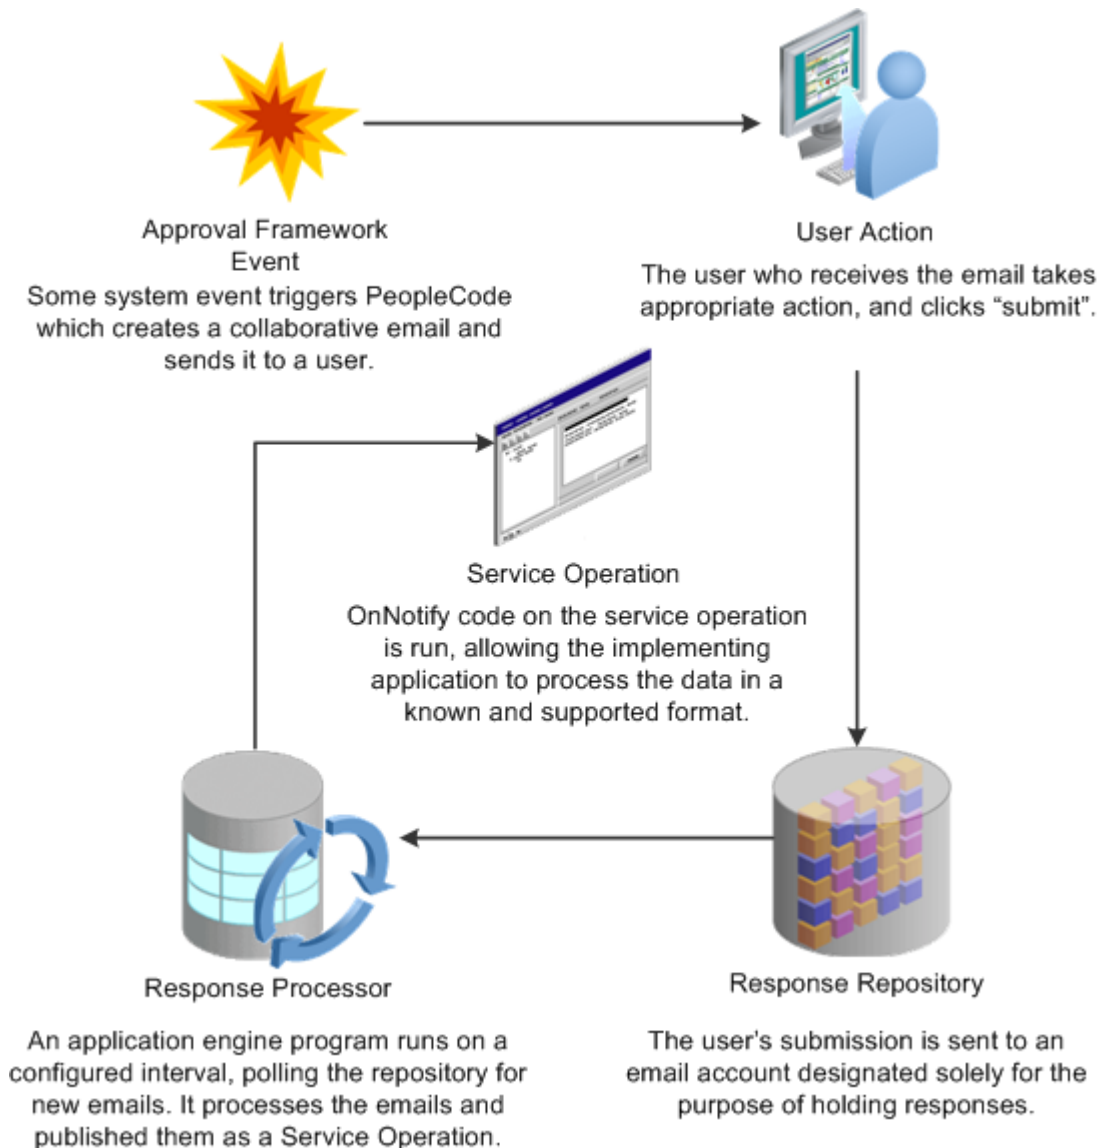 Approval Framework
Event
Some system event triggers PeopleCode
which creates a collaborative email and
sends it to a user.
User Action
The user who receives the email takes
appropriate action, and clicks “submit”.
Service Operation
OnNotify code on the service operation
is run, allowing the implementing
application to process the data in a
known and supported format.
Response Processor
An application engine program runs on a
configured interval, polling the repository for
new emails. It processes the emails and
published them as a Service Operation.
Response Repository
The user's submission is sent to an
email account designated solely for the
purpose of holding responses.